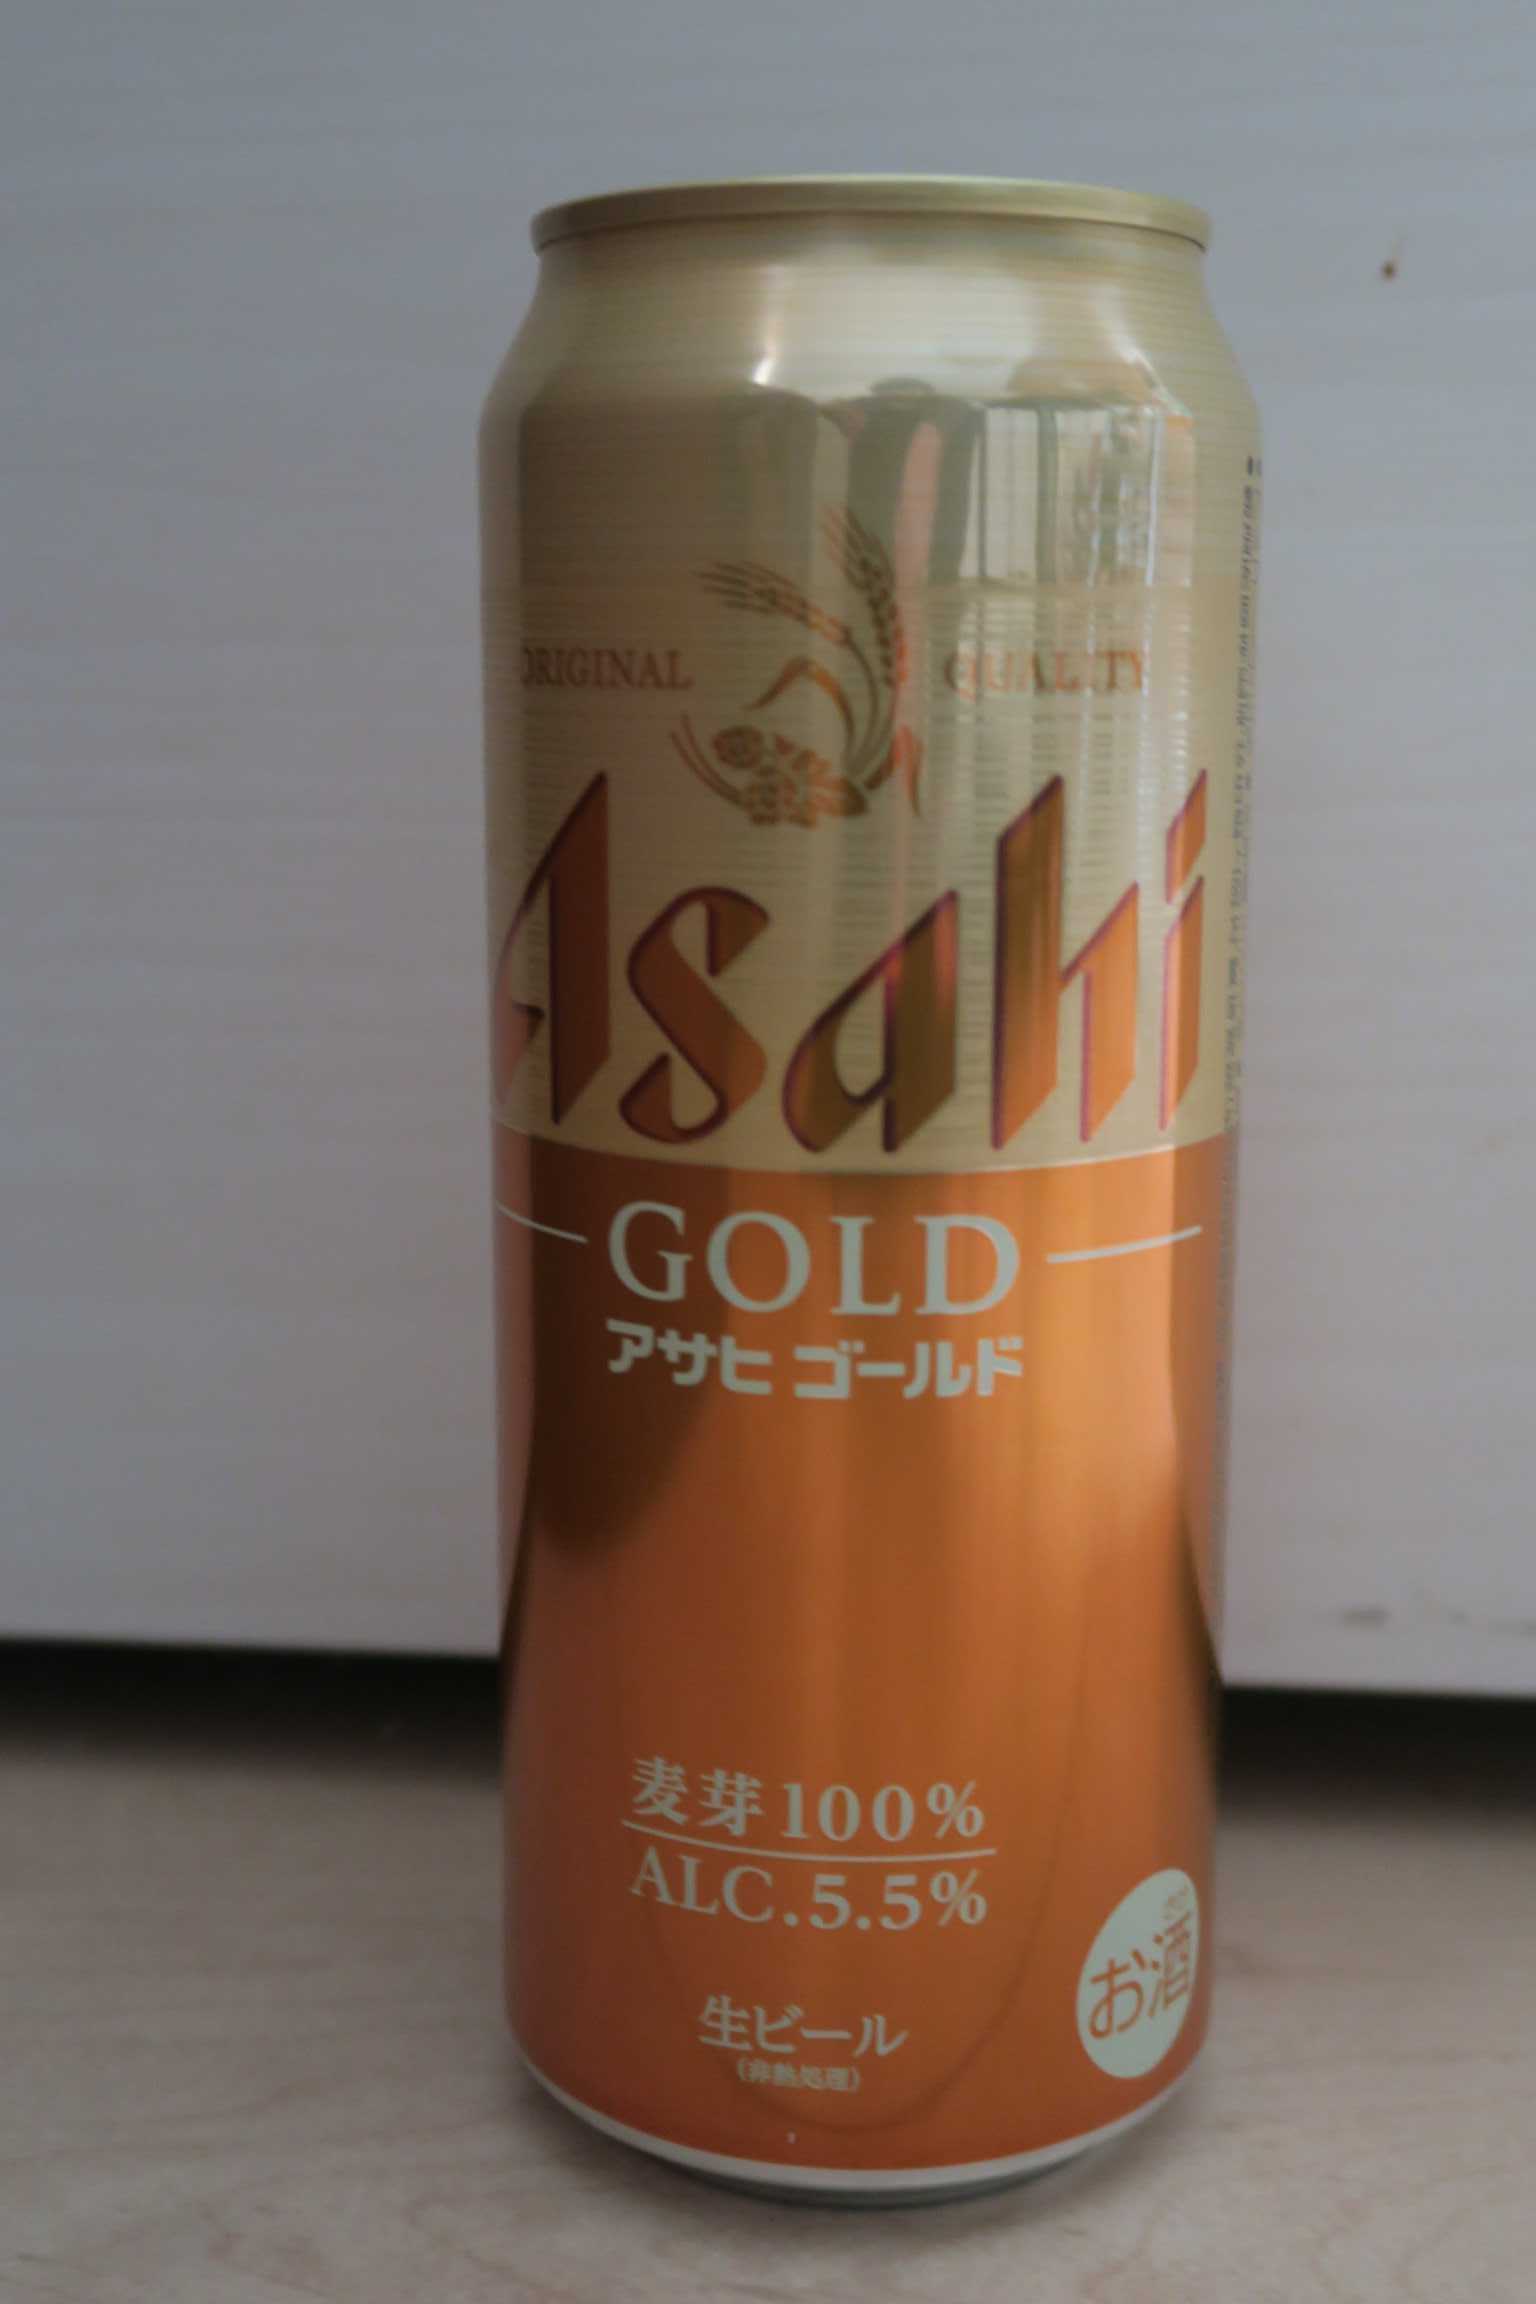 ORIGINAL QUALITY
Asahi
GOLD
アサヒ ゴールド
麦芽100%
ALC.5.5%
お酒
生ビール
(非熱処理)